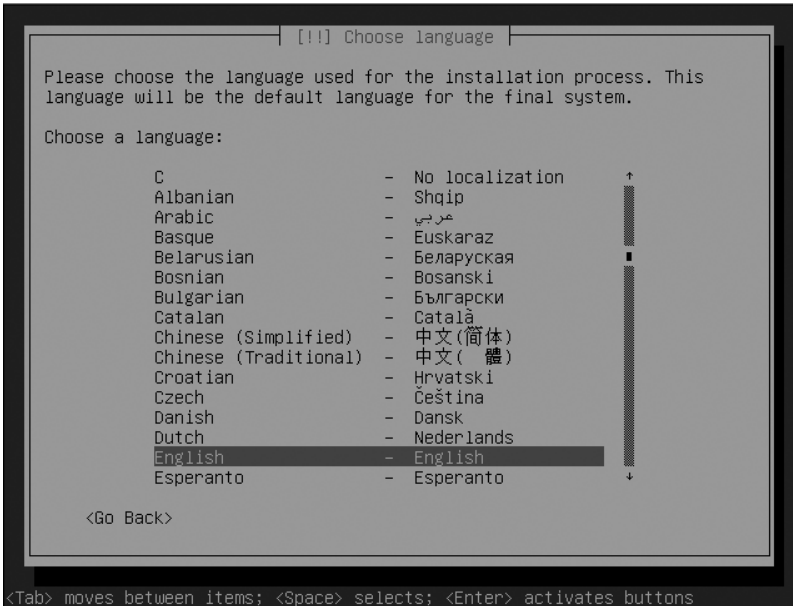 [!!] Choose language
Please choose the language used for the installation process. This
language will be the default language for the final system.
Choose a language:
C - No localization
Albanian - Shqip
Arabic - عربي
Basque - Euskaraz
Belarusian - Беларуская
Bosnian - Bosanski
Bulgarian - Български
Catalan - Català
Chinese (Simplified) - 中文(简体)
Chinese (Traditional) - 中文( 體)
Croatian - Hrvatski
Czech - Čeština
Danish - Dansk
Dutch - Nederlands
English - English
Esperanto - Esperanto
<Go Back>
<Tab> moves between items; <Space> selects; <Enter> activates buttons